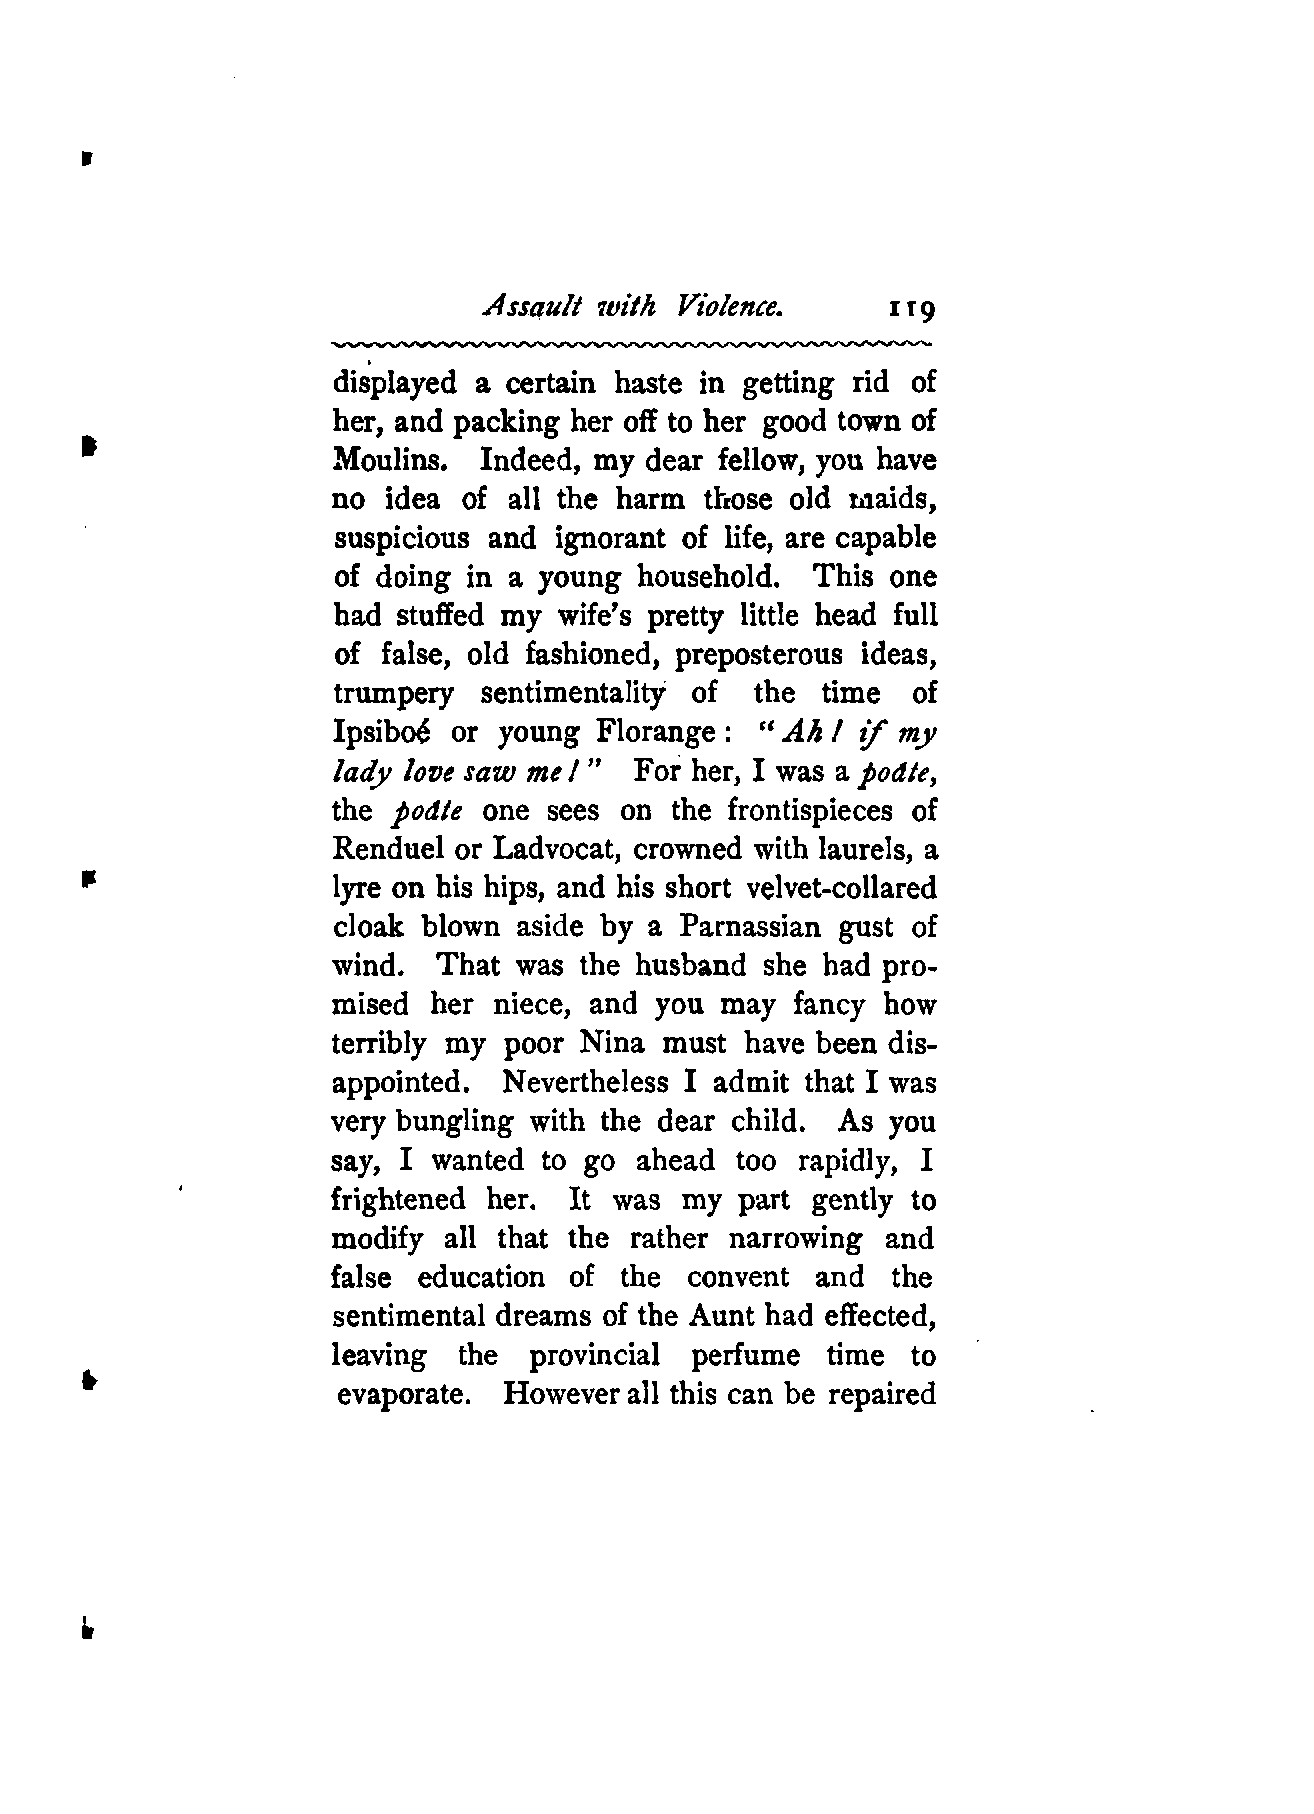 Assault with Violence. 119
displayed a certain haste in getting rid of
her, and packing her off to her good town of
Moulins. Indeed, my dear fellow, you have
no idea of all the harm those old maids,
suspicious and ignorant of life, are capable
of doing in a young household. This one
had stuffed my wife's pretty little head full
of false, old fashioned, preposterous ideas,
trumpery sentimentality of the time of
Ipsiboé or young Florange : "Ah ! if my
lady love saw me !" For her, I was a poáte,
the poáte one sees on the frontispieces of
Renduel or Ladvocat, crowned with laurels, a
lyre on his hips, and his short velvet-collared
cloak blown aside by a Parnassian gust of
wind. That was the husband she had pro-
mised her niece, and you may fancy how
terribly my poor Nina must have been dis-
appointed. Nevertheless I admit that I was
very bungling with the dear child. As you
say, I wanted to go ahead too rapidly, I
frightened her. It was my part gently to
modify all that the rather narrowing and
false education of the convent and the
sentimental dreams of the Aunt had effected,
leaving the provincial perfume time to
evaporate. However all this can be repaired